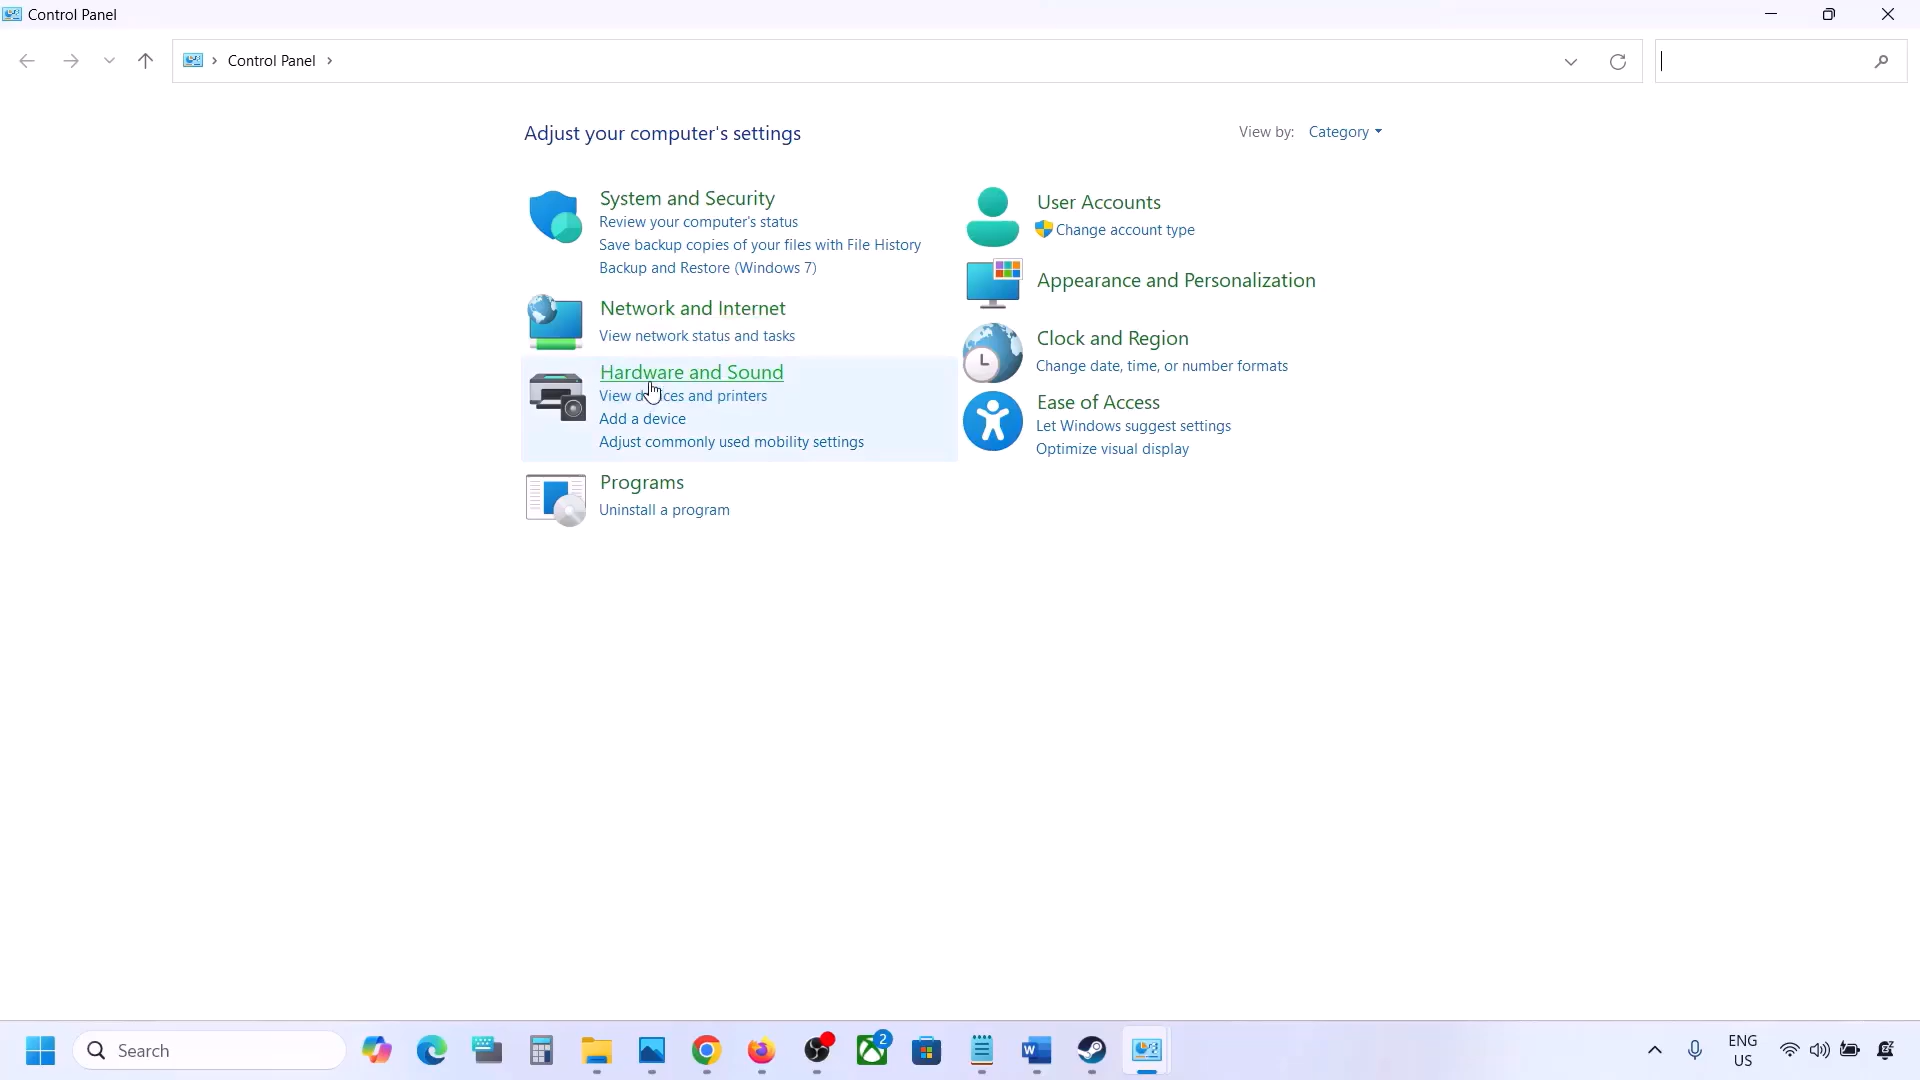 Control Panel
Control Panel
Adjust your computer's settings
View by: Category
System and Security
Review your computer's status
Save backup copies of your files with File History
Backup and Restore (Windows 7)
Network and Internet
View network status and tasks
Hardware and Sound
View devices and printers
Add a device
Adjust commonly used mobility settings
Programs
Uninstall a program
User Accounts
Change account type
Appearance and Personalization
Clock and Region
Change date, time, or number formats
Ease of Access
Let Windows suggest settings
Optimize visual display
Search
2
ENG
US